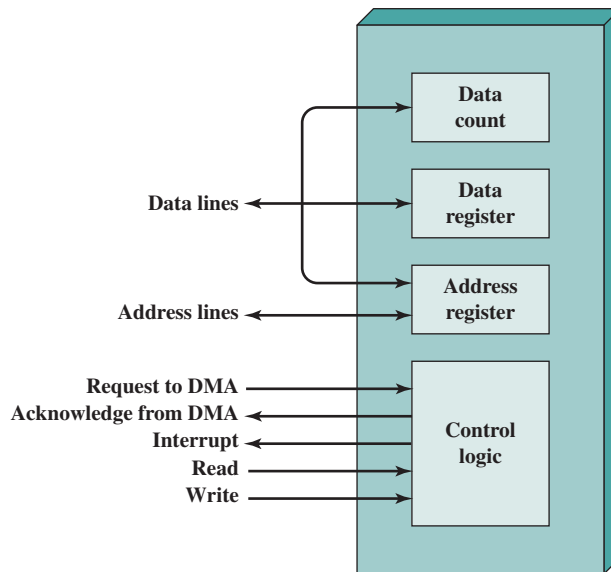 Data
count
Data lines
Data
register
Address
register
Address lines
Request to DMA
Acknowledge from DMA
Interrupt
Read
Write
Control
logic